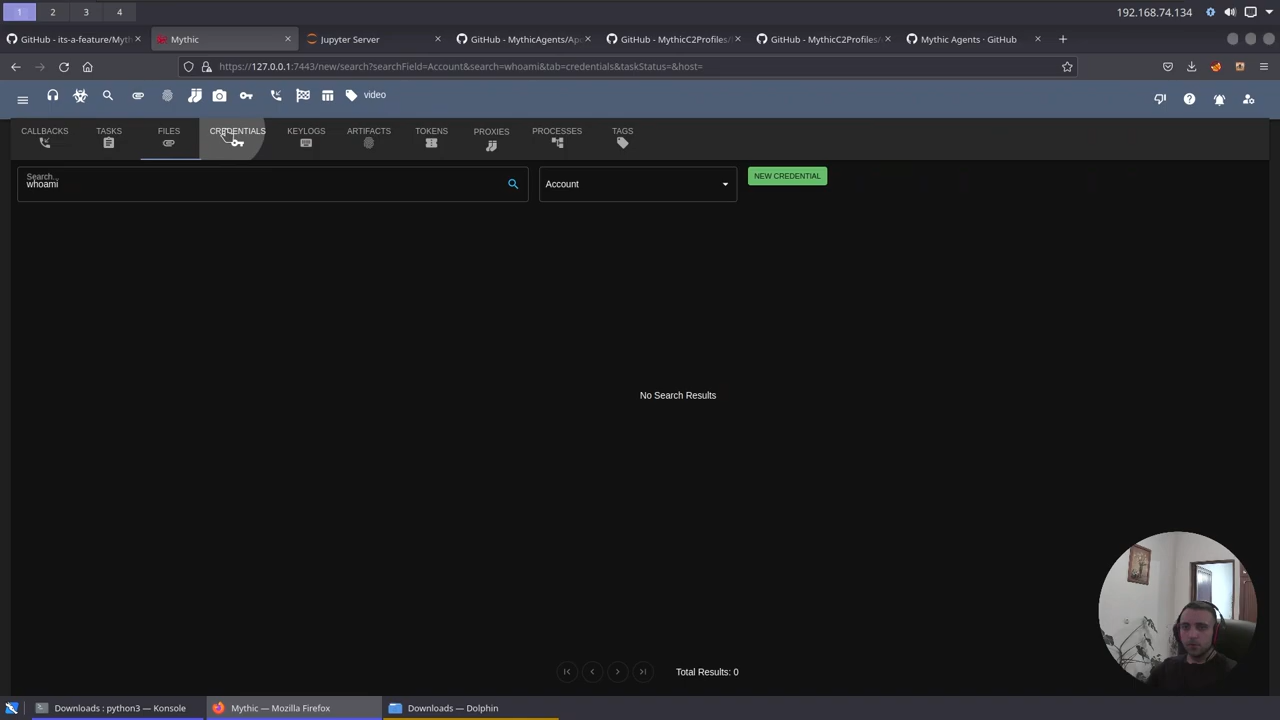 1 2 3 4 192.168.74.134
GitHub - its-a-feature/Myth Mythic Jupyter Server GitHub - MythicAgents/Apo GitHub - MythicC2Profiles/ GitHub - MythicC2Profiles/ Mythic Agents · GitHub
https://127.0.0.1:7443/new/search?searchField=Account&search=whoami&tab=credentials&taskStatus=&host=
video
CALLBACKS TASKS FILES CREDENTIALS KEYLOGS ARTIFACTS TOKENS PROXIES PROCESSES TAGS
Search...
whoami Account NEW CREDENTIAL
No Search Results
Total Results: 0
Downloads : python3 — Konsole Mythic — Mozilla Firefox Downloads — Dolphin